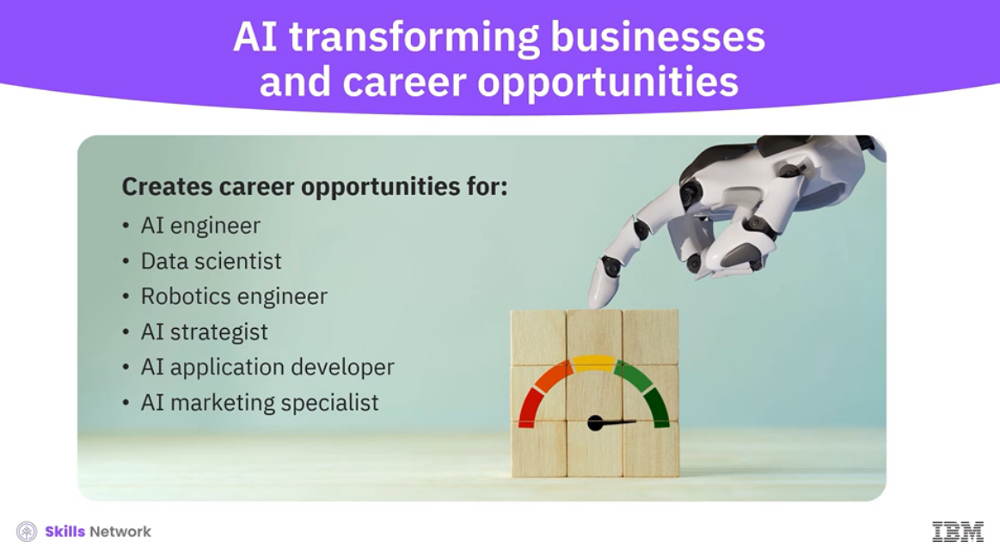 AI transforming businesses
and career opportunities
Creates career opportunities for:
• AI engineer
• Data scientist
• Robotics engineer
• AI strategist
• AI application developer
• AI marketing specialist
Skills Network
IBM